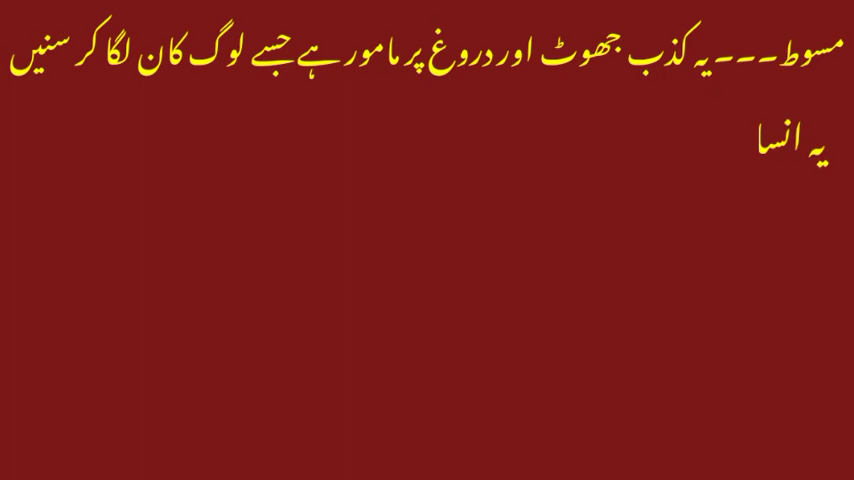 مسوط۔۔۔یہ کذب جھوٹ اور دروغ پر مامور ہے جسے لوگ کان لگا کر سنیں
یہ انسا